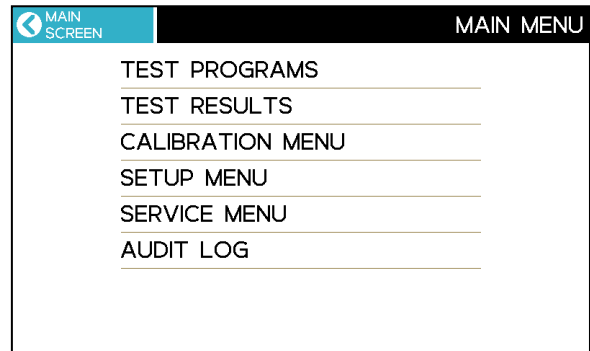 MAIN
SCREEN
MAIN MENU
TEST PROGRAMS
TEST RESULTS
CALIBRATION MENU
SETUP MENU
SERVICE MENU
AUDIT LOG